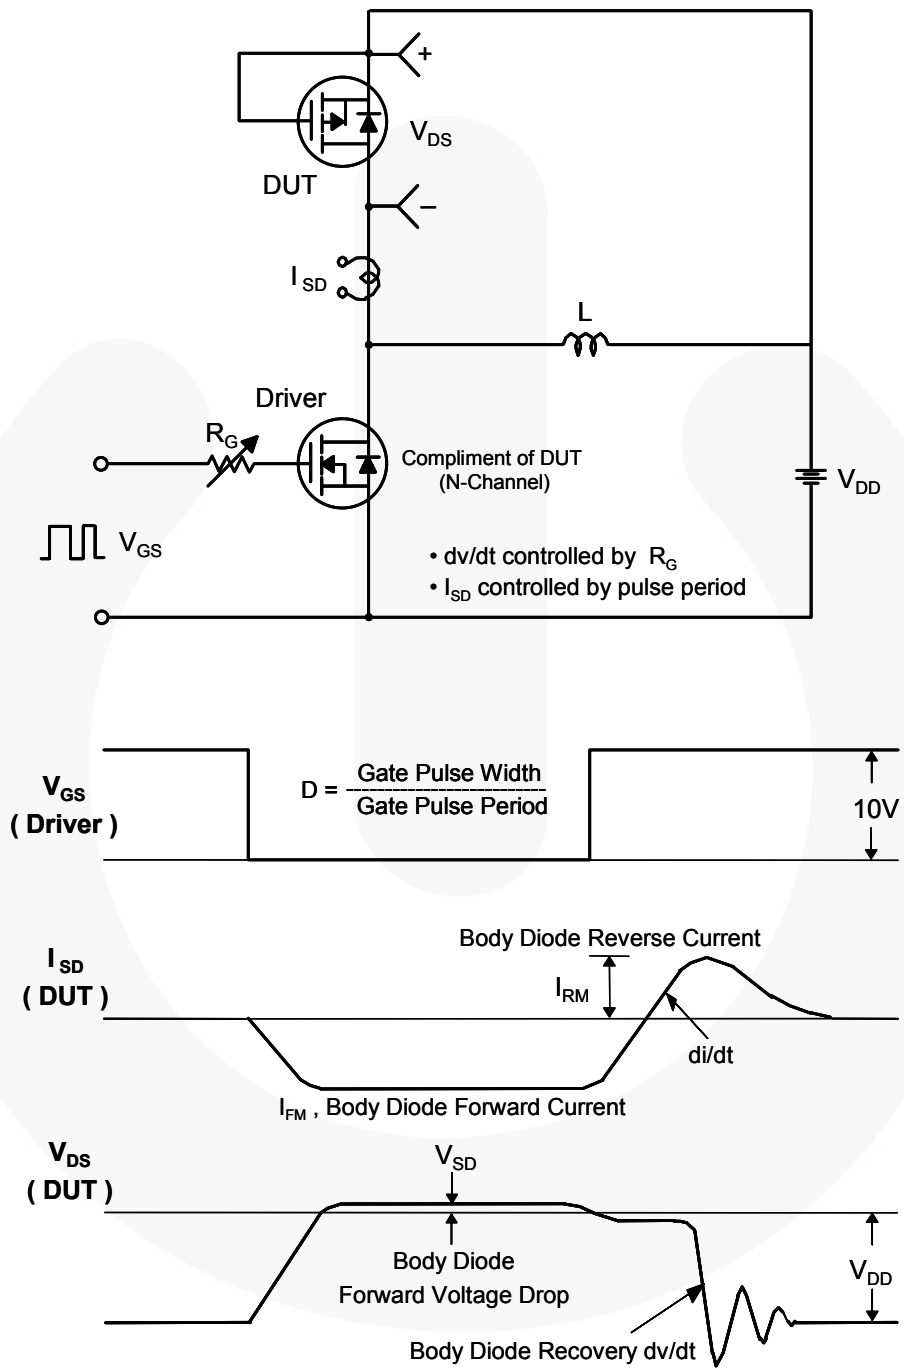 +
V_DS
DUT
−
I_SD
L
Driver
R_G
Compliment of DUT
(N-Channel)
V_DD
V_GS
• dv/dt controlled by R_G
• I_SD controlled by pulse period
V_GS
( Driver )
D = Gate Pulse Width
Gate Pulse Period
10V
Body Diode Reverse Current
I_SD
( DUT )
I_RM
di/dt
I_FM , Body Diode Forward Current
V_DS
( DUT )
V_SD
Body Diode
Forward Voltage Drop
V_DD
Body Diode Recovery dv/dt